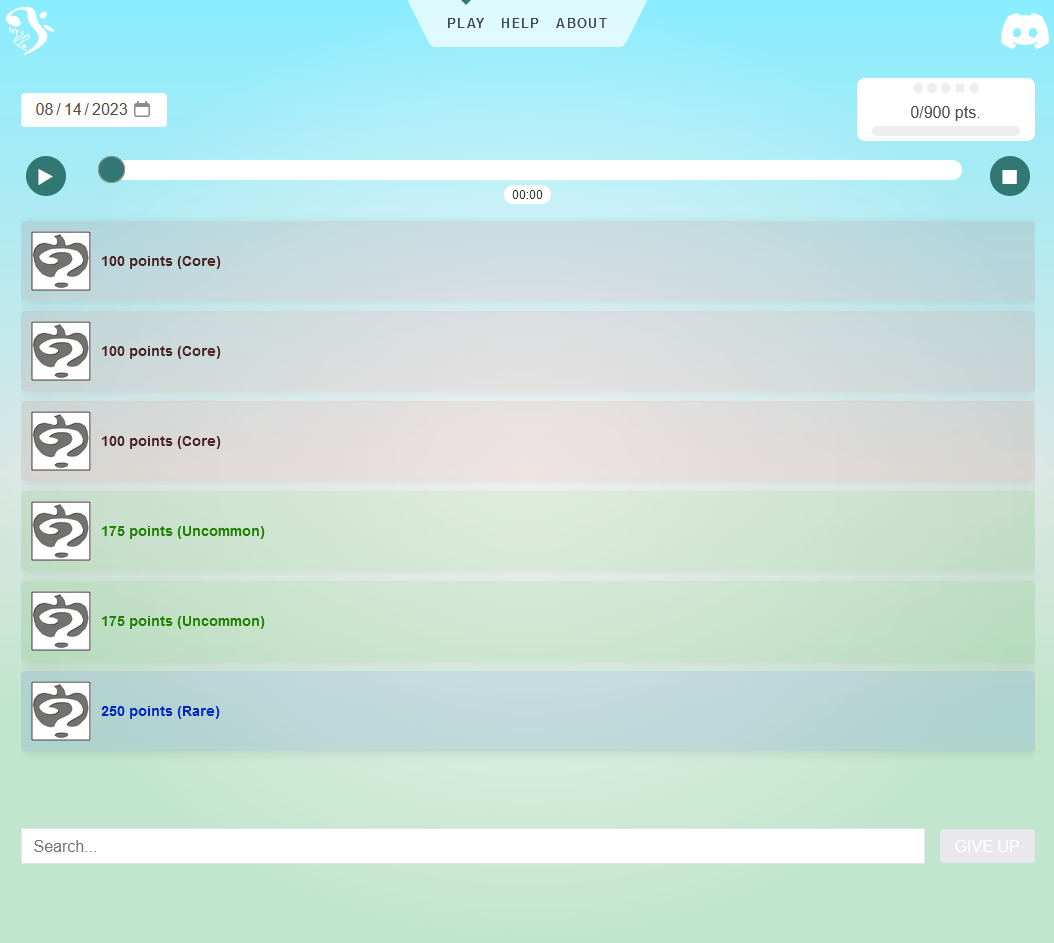 PLAY HELP ABOUT
08/14/2023
0/900 pts.
00:00
100 points (Core)
100 points (Core)
100 points (Core)
175 points (Uncommon)
175 points (Uncommon)
250 points (Rare)
Search...
GIVE UP